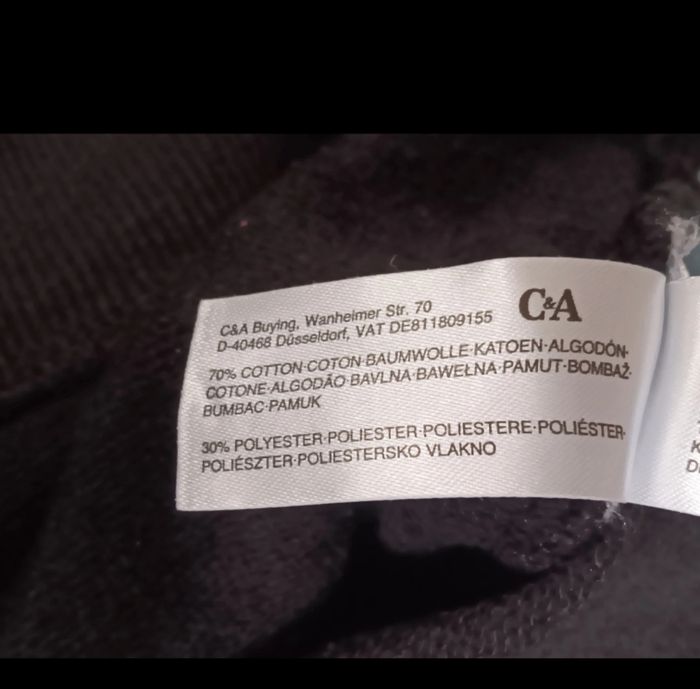 C&A
C&A Buying, Wanheimer Str. 70
D-40468 Düsseldorf, VAT DE811809155
70% COTTON·COTON·BAUMWOLLE·KATOEN·ALGODÓN·
COTONE·ALGODÃO·BAVLNA·BAWEŁNA·PAMUT·BOMBAŽ·
BUMBAC·PAMUK
30% POLYESTER·POLIESTER·POLIESTERE·POLIÉSTER·
POLIÉSZTER·POLIESTERSKO VLAKNO